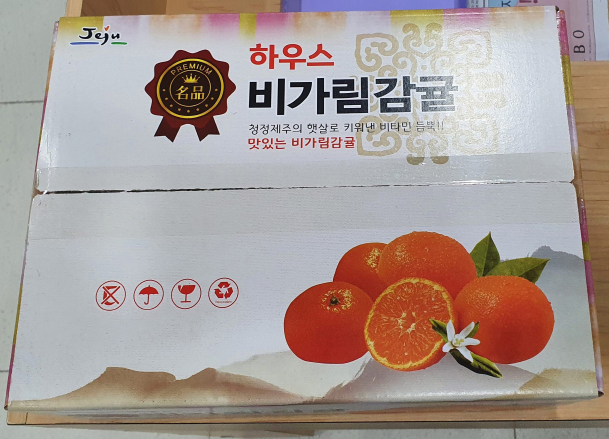 Jeju
PREMIUM
名品
하우스
비가림감귤
청정제주의 햇살로 키워낸 비타민 듬뿍!!
맛있는 비가림감귤